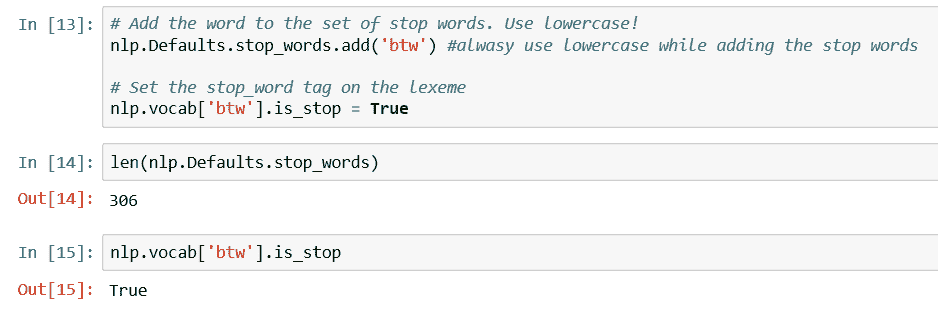 In [13]: # Add the word to the set of stop words. Use lowercase!
nlp.Defaults.stop_words.add('btw') #alwasy use lowercase while adding the stop words
# Set the stop_word tag on the lexeme
nlp.vocab['btw'].is_stop = True
In [14]: len(nlp.Defaults.stop_words)
Out[14]: 306
In [15]: nlp.vocab['btw'].is_stop
Out[15]: True